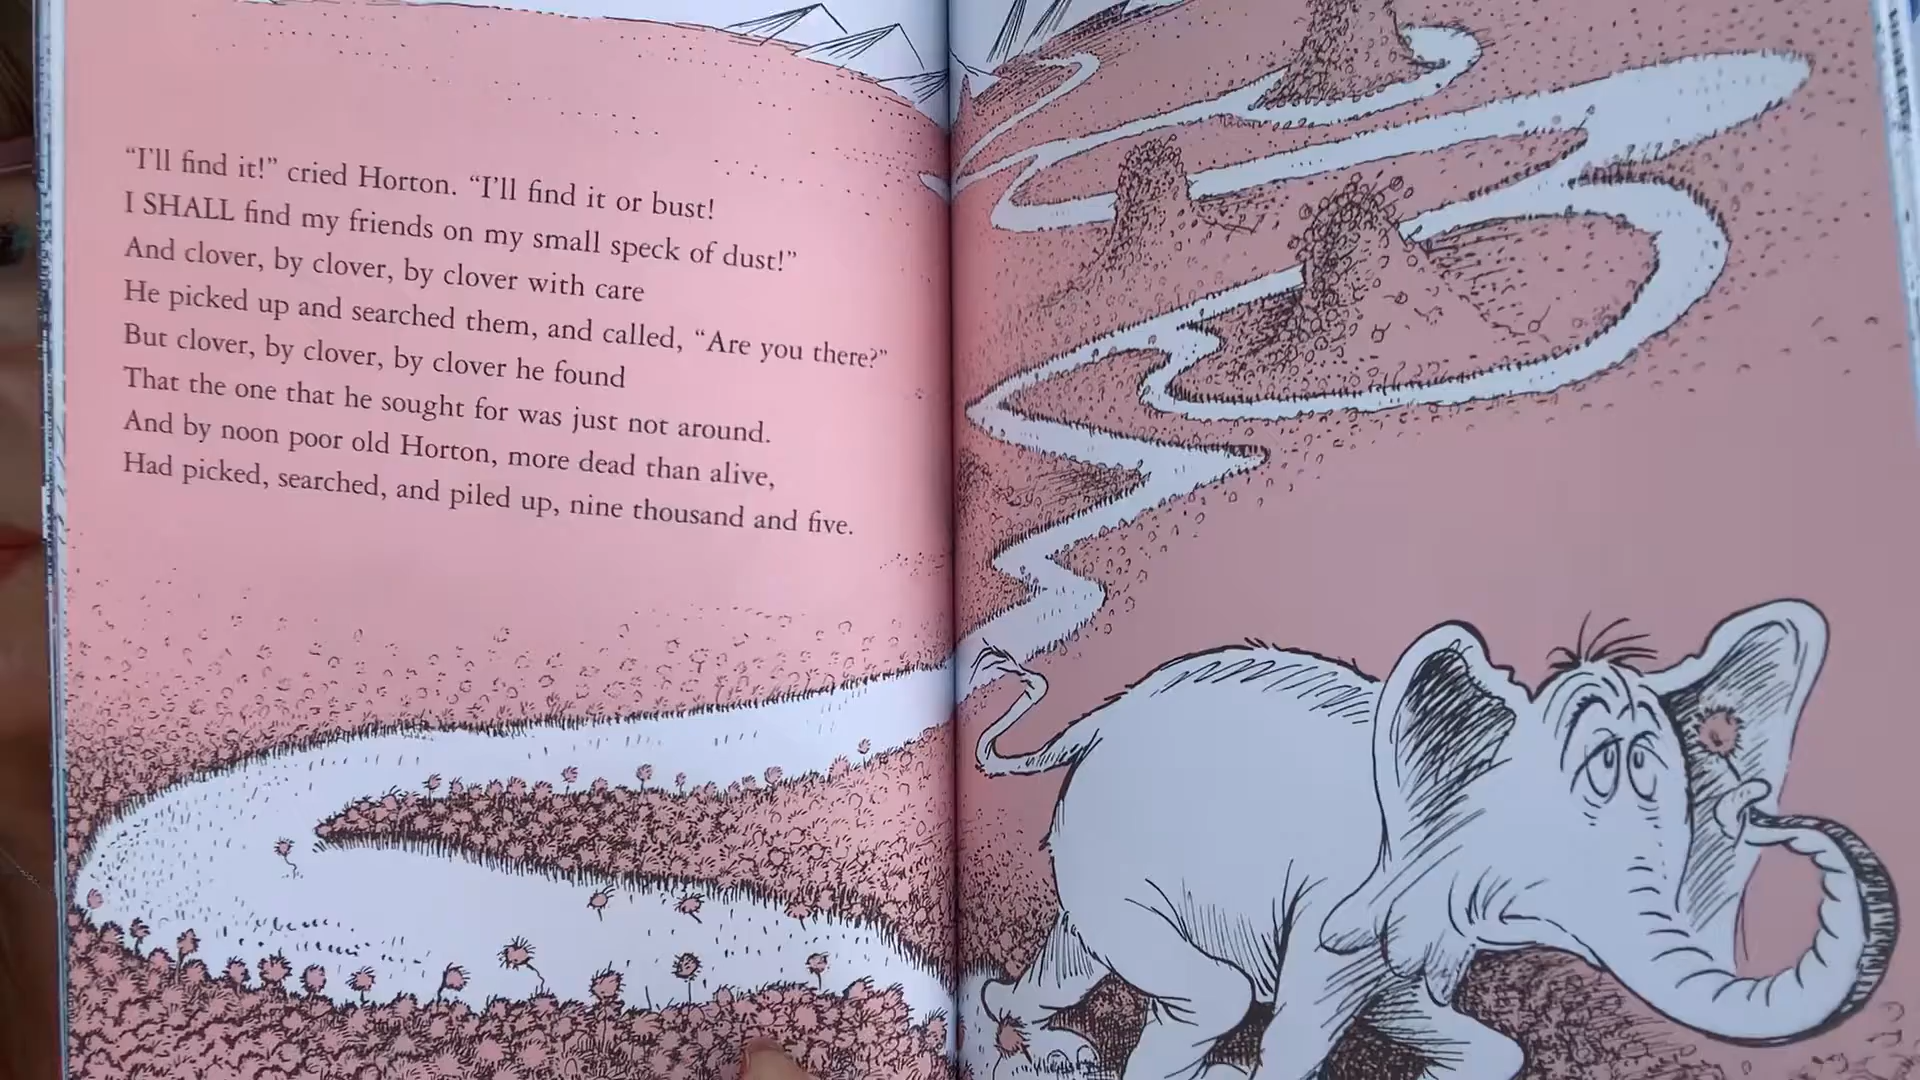 “I’ll find it!” cried Horton. “I’ll find it or bust!
I SHALL find my friends on my small speck of dust!”
And clover, by clover, by clover with care
He picked up and searched them, and called, “Are you there?”
But clover, by clover, by clover he found
That the one that he sought for was just not around.
And by noon poor old Horton, more dead than alive,
Had picked, searched, and piled up, nine thousand and five.